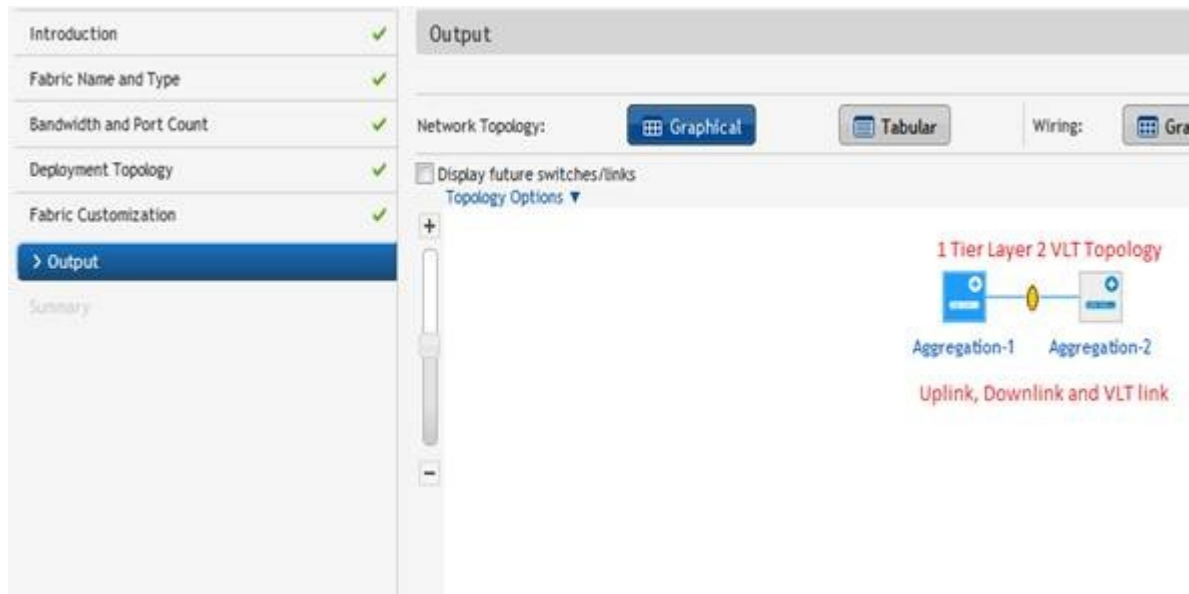 Introduction
Fabric Name and Type
Bandwidth and Port Count
Deployment Topology
Fabric Customization
> Output
Summary
Output
Network Topology:
Graphical
Tabular
Wiring:
Gra
Display future switches/links
Topology Options ▼
+
−
1 Tier Layer 2 VLT Topology
Aggregation-1
Aggregation-2
Uplink, Downlink and VLT link